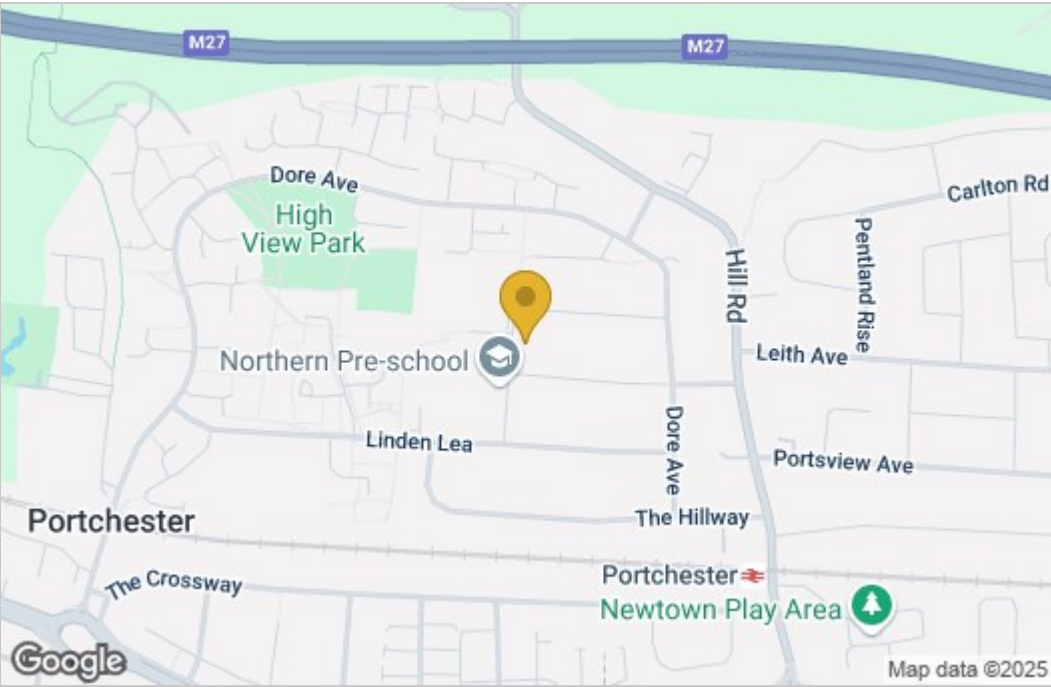 M27
M27
Dore Ave
High
View Park
Carlton Rd
Pentland Rise
Hill Rd
Northern Pre-school
Leith Ave
Linden Lea
Dore Ave
Portsview Ave
Portchester
The Hillway
The Crossway
Portchester
Newtown Play Area
Google
Map data ©2025